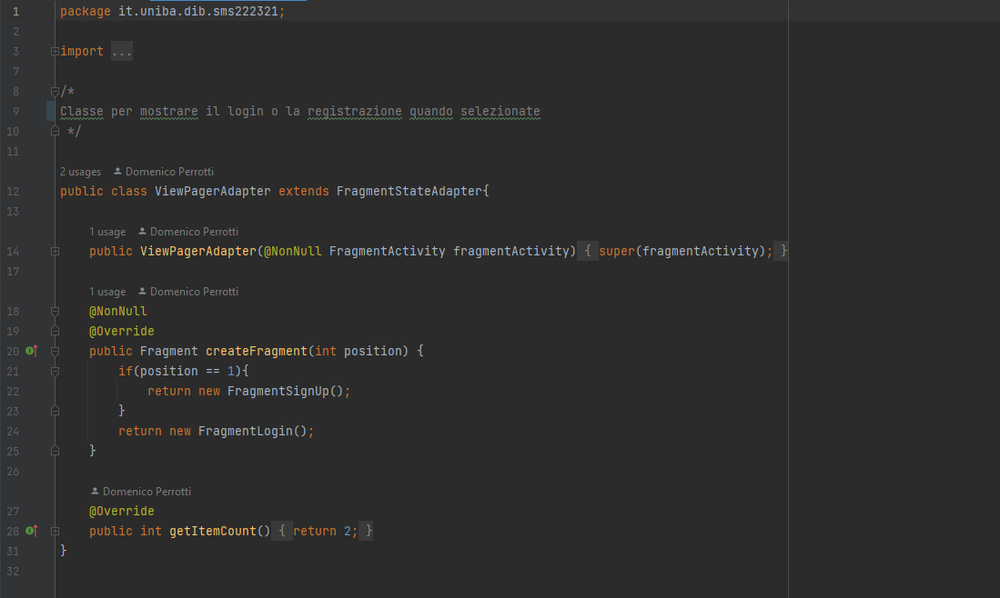 1 package it.uniba.dib.sms222321;
2
3 import ...
7
8 /*
9 Classe per mostrare il login o la registrazione quando selezionate
10 */
11
2 usages Domenico Perrotti
12 public class ViewPagerAdapter extends FragmentStateAdapter{
13
1 usage Domenico Perrotti
14 public ViewPagerAdapter(@NonNull FragmentActivity fragmentActivity) { super(fragmentActivity); }
17
1 usage Domenico Perrotti
18 @NonNull
19 @Override
20 public Fragment createFragment(int position) {
21 if(position == 1){
22 return new FragmentSignUp();
23 }
24 return new FragmentLogin();
25 }
26
Domenico Perrotti
27 @Override
28 public int getItemCount() { return 2; }
31 }
32